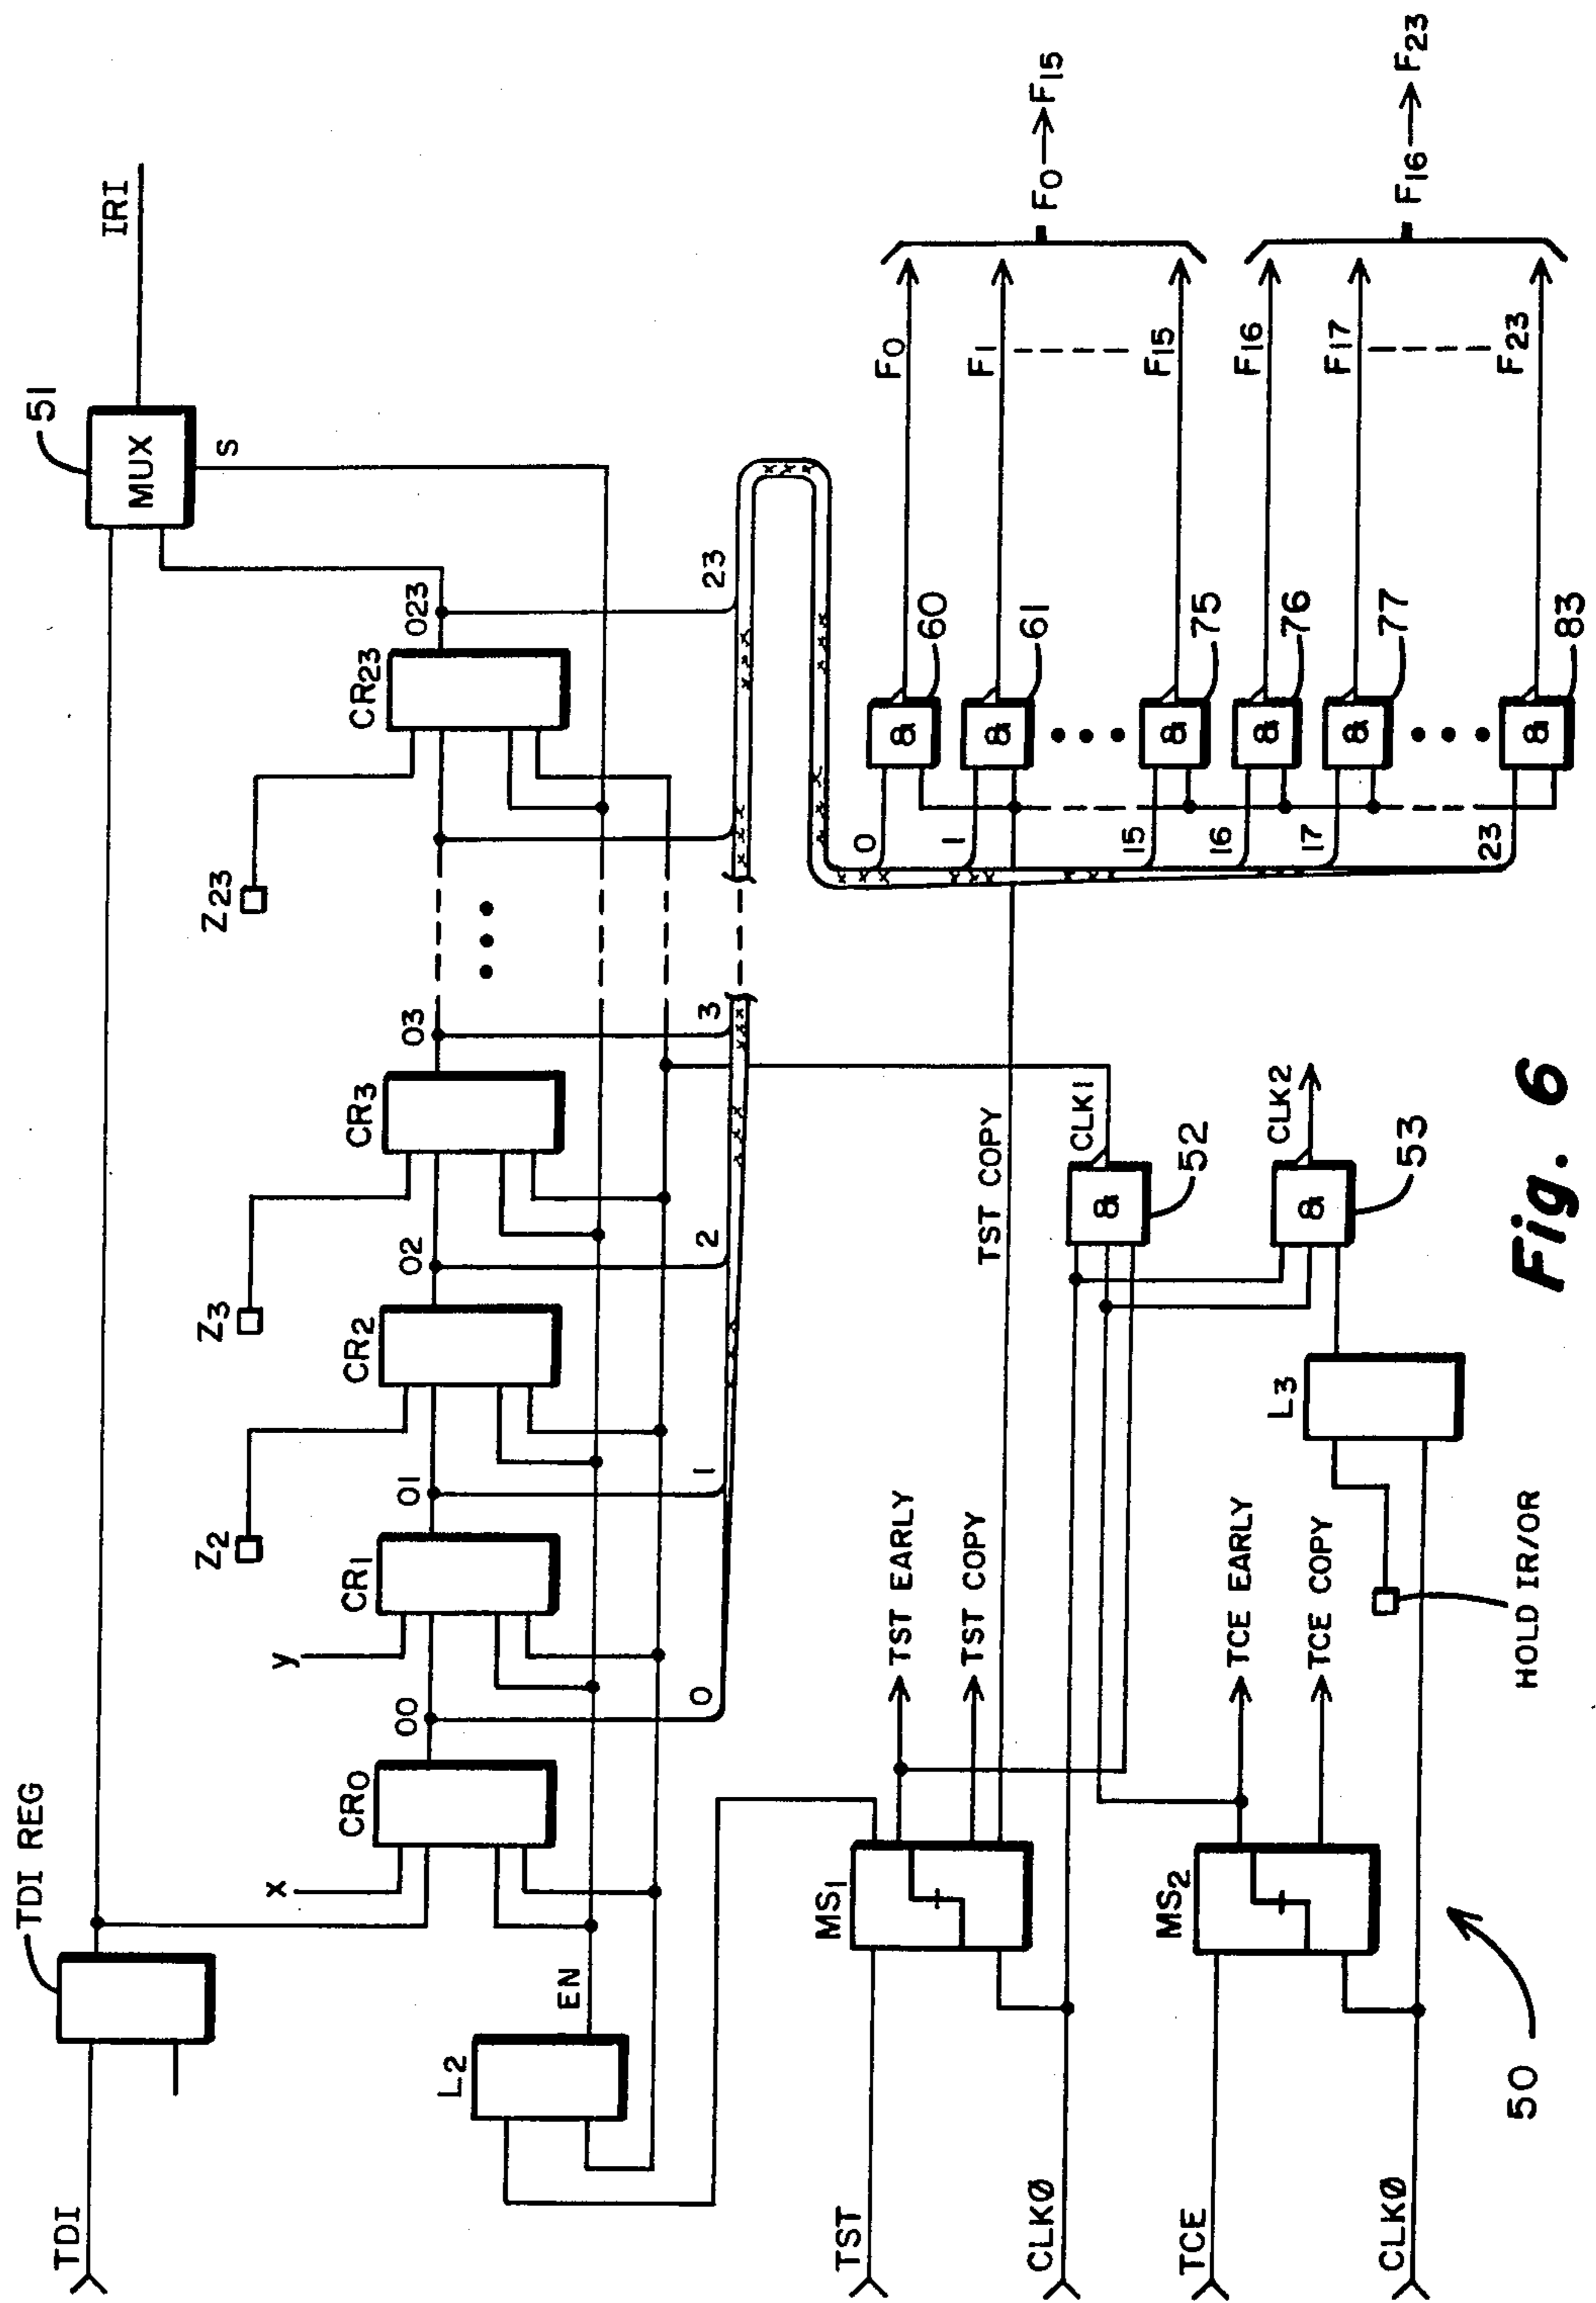 TDI
TDI REG
51
MUX
IRI
S
x
y
Z2
Z3
Z23
CR0
CR1
CR2
CR3
CR23
00
01
02
03
023
L2
EN
0
1
2
3
23
TST
MS1
TST EARLY
TST COPY
TST COPY
CLKØ
TCE
MS2
TCE EARLY
TCE COPY
CLKØ
HOLD IR/OR
L3
&
CLK1
52
&
CLK2
53
0
&
60
F0
1
&
61
F1
15
&
75
F15
F0→F15
16
&
76
F16
17
&
77
F17
23
&
83
F23
F16→F23
50
Fig. 6